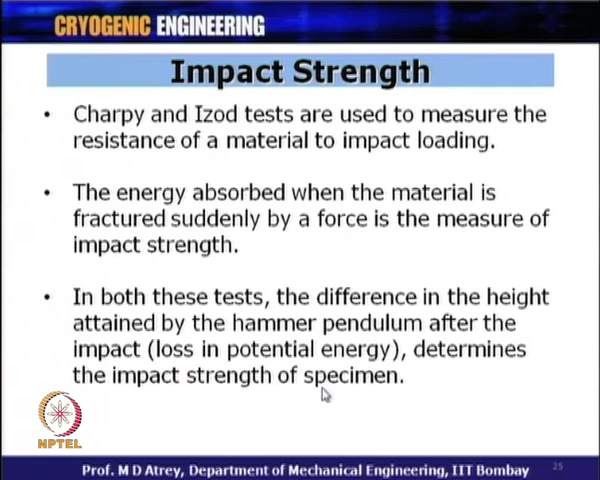 CRYOGENIC ENGINEERING
Impact Strength
• Charpy and Izod tests are used to measure the
resistance of a material to impact loading.
• The energy absorbed when the material is
fractured suddenly by a force is the measure of
impact strength.
• In both these tests, the difference in the height
attained by the hammer pendulum after the
impact (loss in potential energy), determines
the impact strength of specimen.
NPTEL
Prof. M D Atrey, Department of Mechanical Engineering, IIT Bombay
25